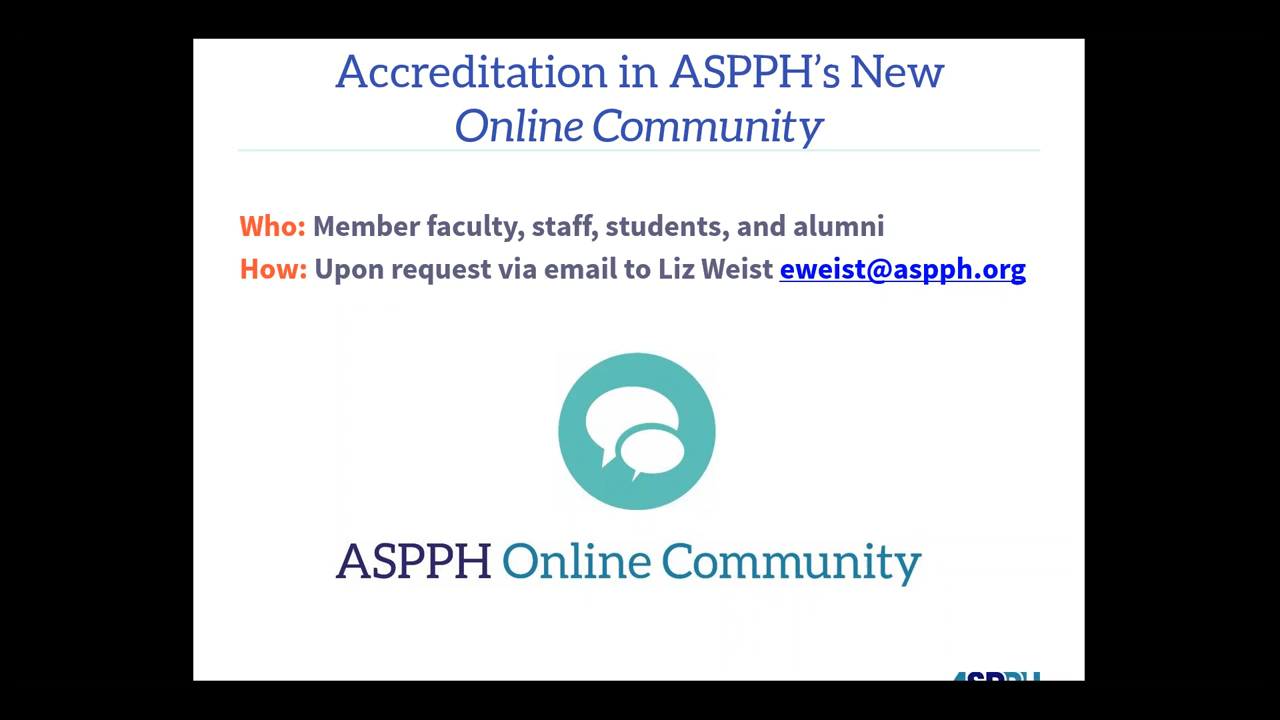 Accreditation in ASPPH’s New
Online Community
Who: Member faculty, staff, students, and alumni
How: Upon request via email to Liz Weist eweist@aspph.org
ASPPH Online Community
ASPPH